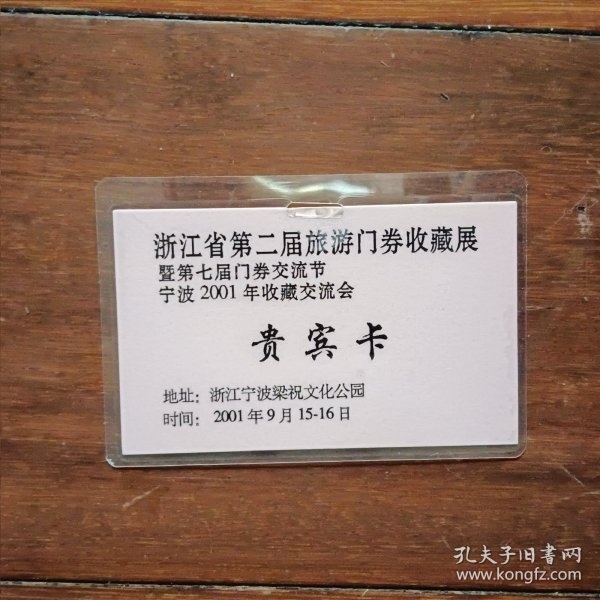 浙江省第二届旅游门券收藏展
暨第七届门券交流节
宁波 2001 年收藏交流会
贵宾卡
地址：浙江宁波梁祝文化公园
时间：2001 年 9 月 15-16 日
孔夫子旧书网
www.kongfz.com